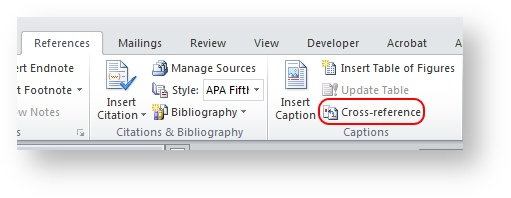 References Mailings Review View Developer Acrobat A
ert Endnote
t Footnote
w Notes
s
Insert
Citation
Manage Sources
Style: APA Fift
Bibliography
Citations & Bibliography
Insert
Caption
Insert Table of Figures
Update Table
Cross-reference
Captions